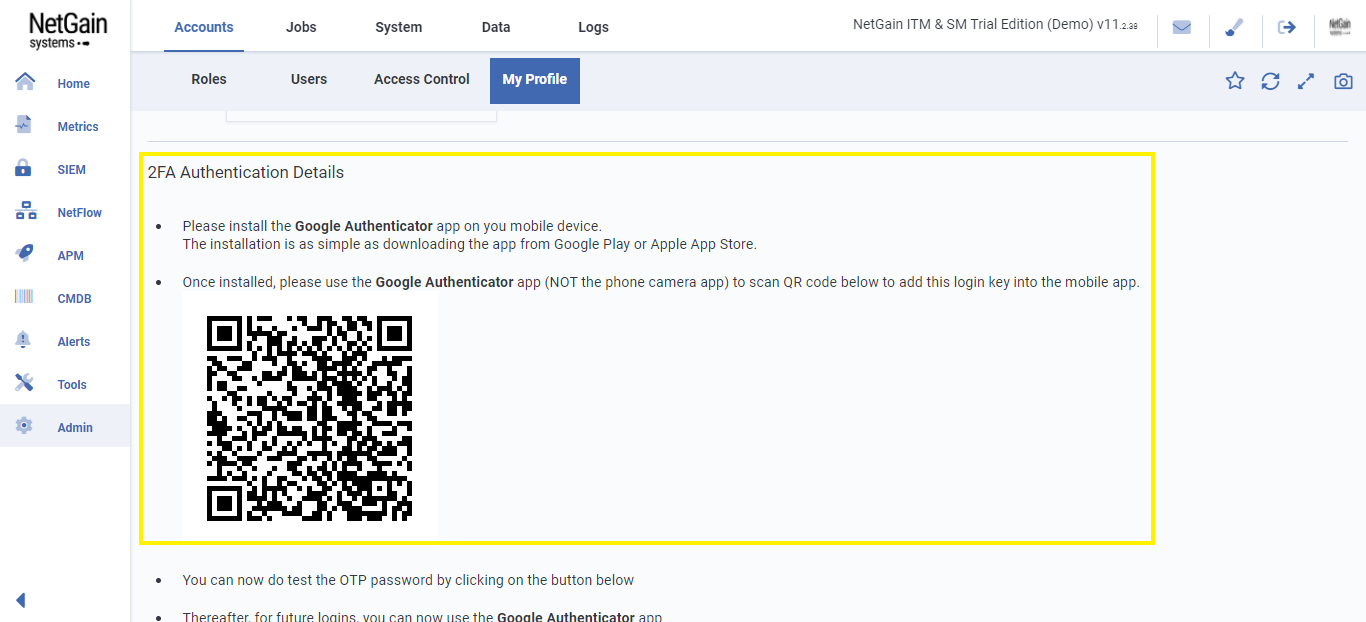 NetGain
systems
Accounts
Jobs
System
Data
Logs
NetGain ITM & SM Trial Edition (Demo) v11.2.38
NetGain
Roles
Users
Access Control
My Profile
Home
Metrics
SIEM
NetFlow
APM
CMDB
Alerts
Tools
Admin
2FA Authentication Details
Please install the Google Authenticator app on you mobile device.
The installation is as simple as downloading the app from Google Play or Apple App Store.
Once installed, please use the Google Authenticator app (NOT the phone camera app) to scan QR code below to add this login key into the mobile app.
You can now do test the OTP password by clicking on the button below
Thereafter, for future logins, you can now use the Google Authenticator app